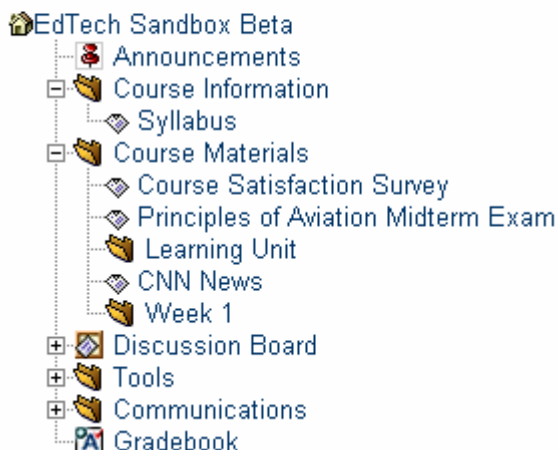 EdTech Sandbox Beta
Announcements
Course Information
Syllabus
Course Materials
Course Satisfaction Survey
Principles of Aviation Midterm Exam
Learning Unit
CNN News
Week 1
Discussion Board
Tools
Communications
Gradebook